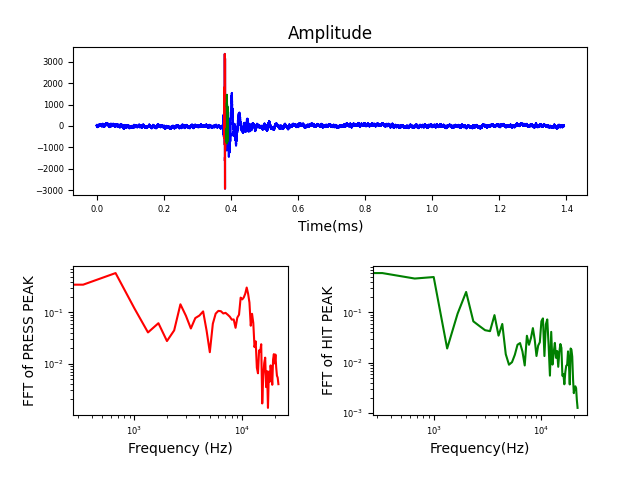 Amplitude
3000
2000
1000
0
−1000
−2000
−3000
0.0 0.2 0.4 0.6 0.8 1.0 1.2 1.4
Time(ms)
FFT of PRESS PEAK
10⁻¹
10⁻²
10³ 10⁴
Frequency (Hz)
FFT of HIT PEAK
10⁻¹
10⁻²
10⁻³
10³ 10⁴
Frequency(Hz)